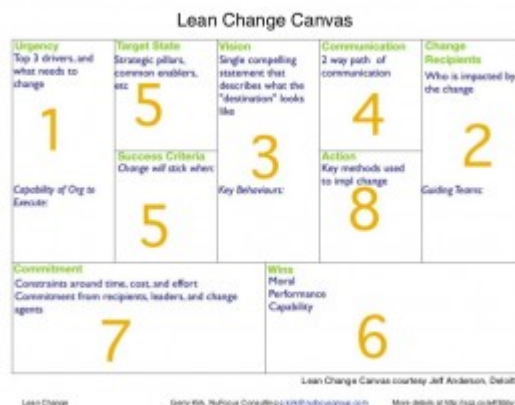 Lean Change Canvas
Urgency
Top 3 drivers, and
what needs to
change
1
Capability of Org to
Execute:
Target State
Strategic pillars,
common enablers,
etc
5
Success Criteria
Change will stick when:
5
Vision
Single compelling
statement that
describes what the
"destination" looks
like
3
Key Behaviours:
Communication
2 way path of
communication
4
Action
Key methods used
to impl change
8
Change
Recipients
Who is impacted by
the change
2
Guiding Teams:
Commitment
Constraints around time, cost, and effort
Commitment from recipients, leaders, and change
agents
7
Wins
Moral
Performance
Capability
6
Lean Change Canvas courtesy Jeff Anderson, Deloit
Lean Change
NuFocus Consulting
More details at